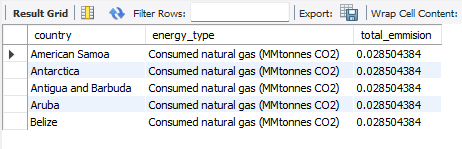 Result Grid Filter Rows: Export: Wrap Cell Content:
country energy_type total_emmision
American Samoa Consumed natural gas (MMtonnes CO2) 0.028504384
Antarctica Consumed natural gas (MMtonnes CO2) 0.028504384
Antigua and Barbuda Consumed natural gas (MMtonnes CO2) 0.028504384
Aruba Consumed natural gas (MMtonnes CO2) 0.028504384
Belize Consumed natural gas (MMtonnes CO2) 0.028504384